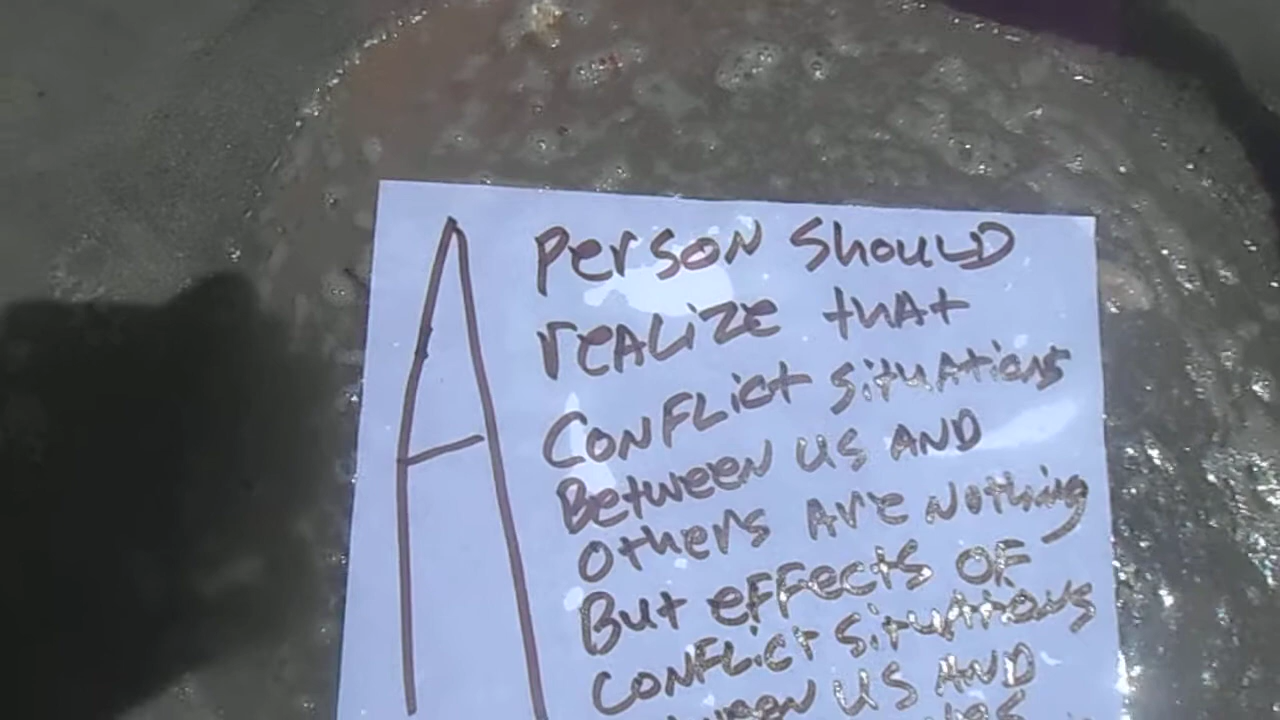 A Person Should
realize that
Conflict situations
Between us and
others are nothing
But effects of
conflict situations
us and